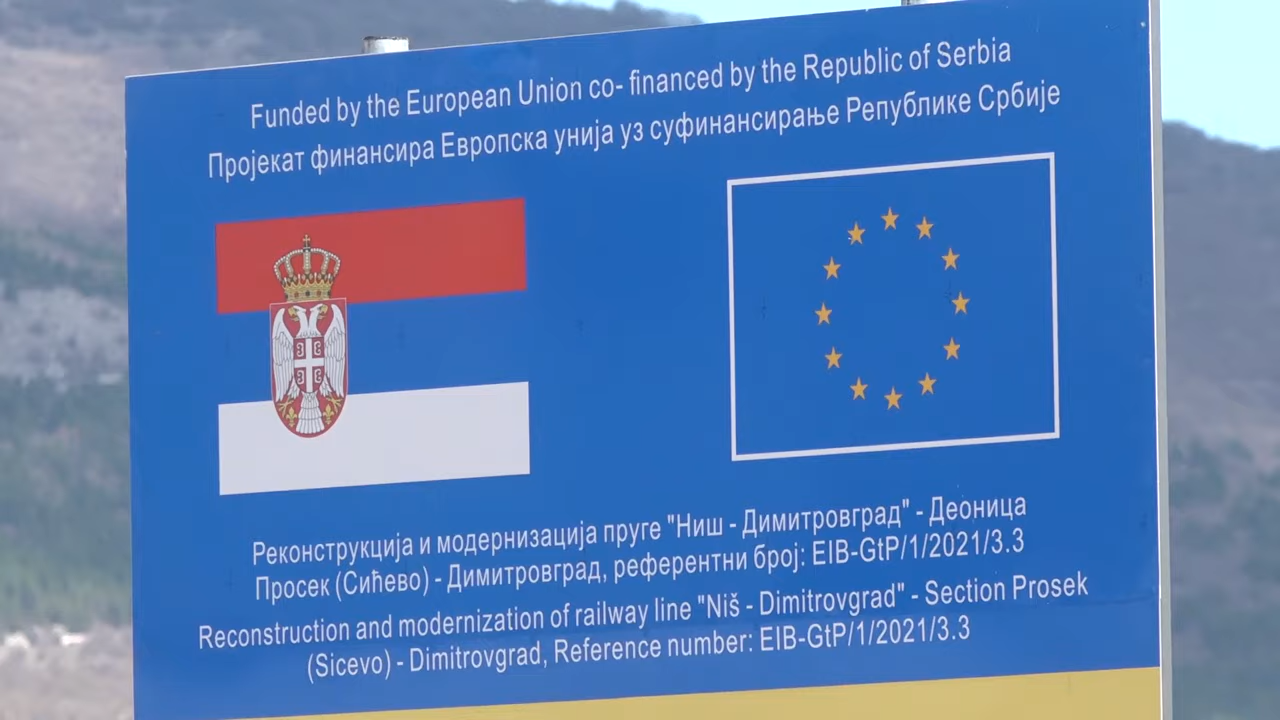 Funded by the European Union co- financed by the Republic of Serbia
Пројекат финансира Европска унија уз суфинансирање Републике Србије
Реконструкција и модернизација пруге "Ниш - Димитровград" - Деоница
Просек (Сићево) - Димитровград, референтни број: EIB-GtP/1/2021/3.3
Reconstruction and modernization of railway line "Niš - Dimitrovgrad" - Section Prosek
(Sicevo) - Dimitrovgrad, Reference number: EIB-GtP/1/2021/3.3